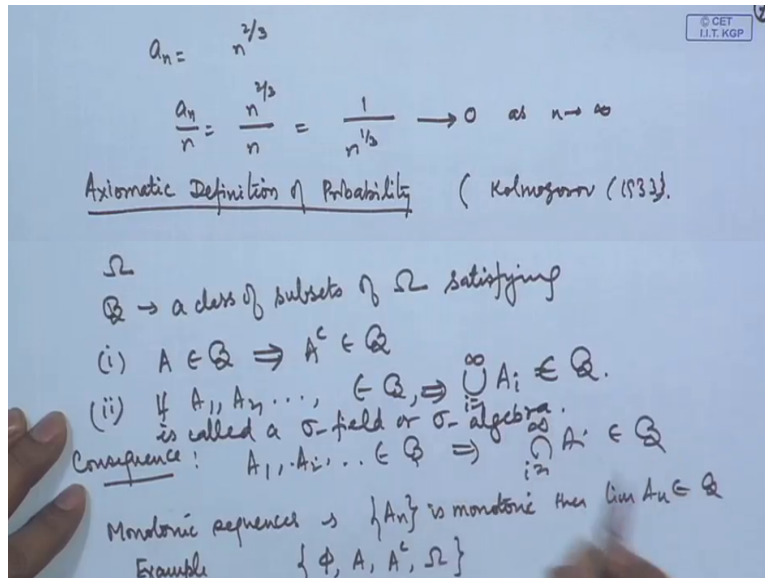 © CET
I.I.T. KGP
aₙ = n^{2/3}
aₙ/n = n^{2/3}/n = 1/n^{1/3} → 0 as n → ∞
Axiomatic Definition of Probability ( Kolmogorov (1933).
Ω
𝔅 → a class of subsets of Ω satisfying
(i) A ∈ 𝔅 ⇒ Aᶜ ∈ 𝔅
(ii) If A₁, A₂, ..., ∈ 𝔅, ⇒ ⋃_{i=1}^{∞} Aᵢ ∈ 𝔅.
is called a σ-field or σ-algebra.
Consequence : A₁, A₂, ... ∈ 𝔅 ⇒ ⋂_{i=1}^{∞} Aᵢ ∈ 𝔅
Monotonic sequences {Aₙ} is monotonic then lim Aₙ ∈ 𝔅
Example { ϕ, A, Aᶜ, Ω }